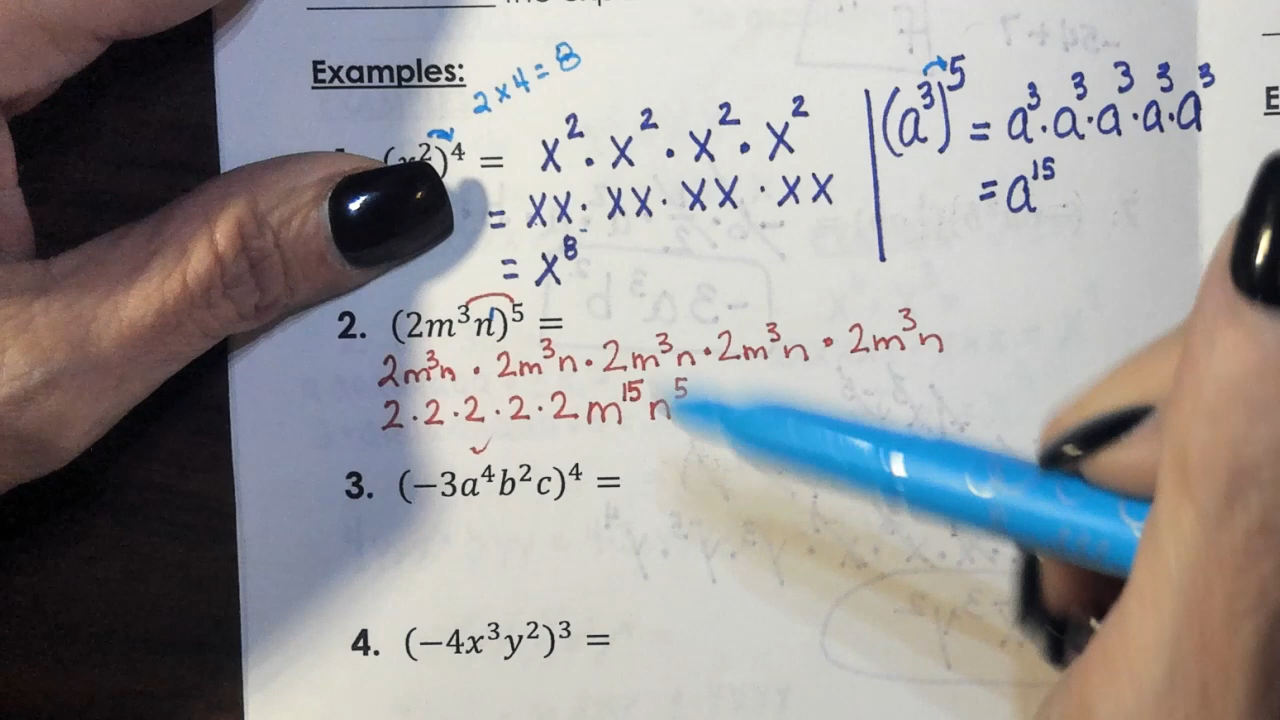 Examples:
2 x 4 = 8
)⁴ = x² · x² · x² · x²
= xx · xx · xx · xx
= x⁸
(a³)⁵ = a³ · a³ · a³ · a³ · a³
= a¹⁵
2. (2m³n)⁵ =
2m³n · 2m³n · 2m³n · 2m³n · 2m³n
2 · 2 · 2 · 2 · 2 m¹⁵ n⁵
3. (−3a⁴b²c)⁴ =
4. (−4x³y²)³ =